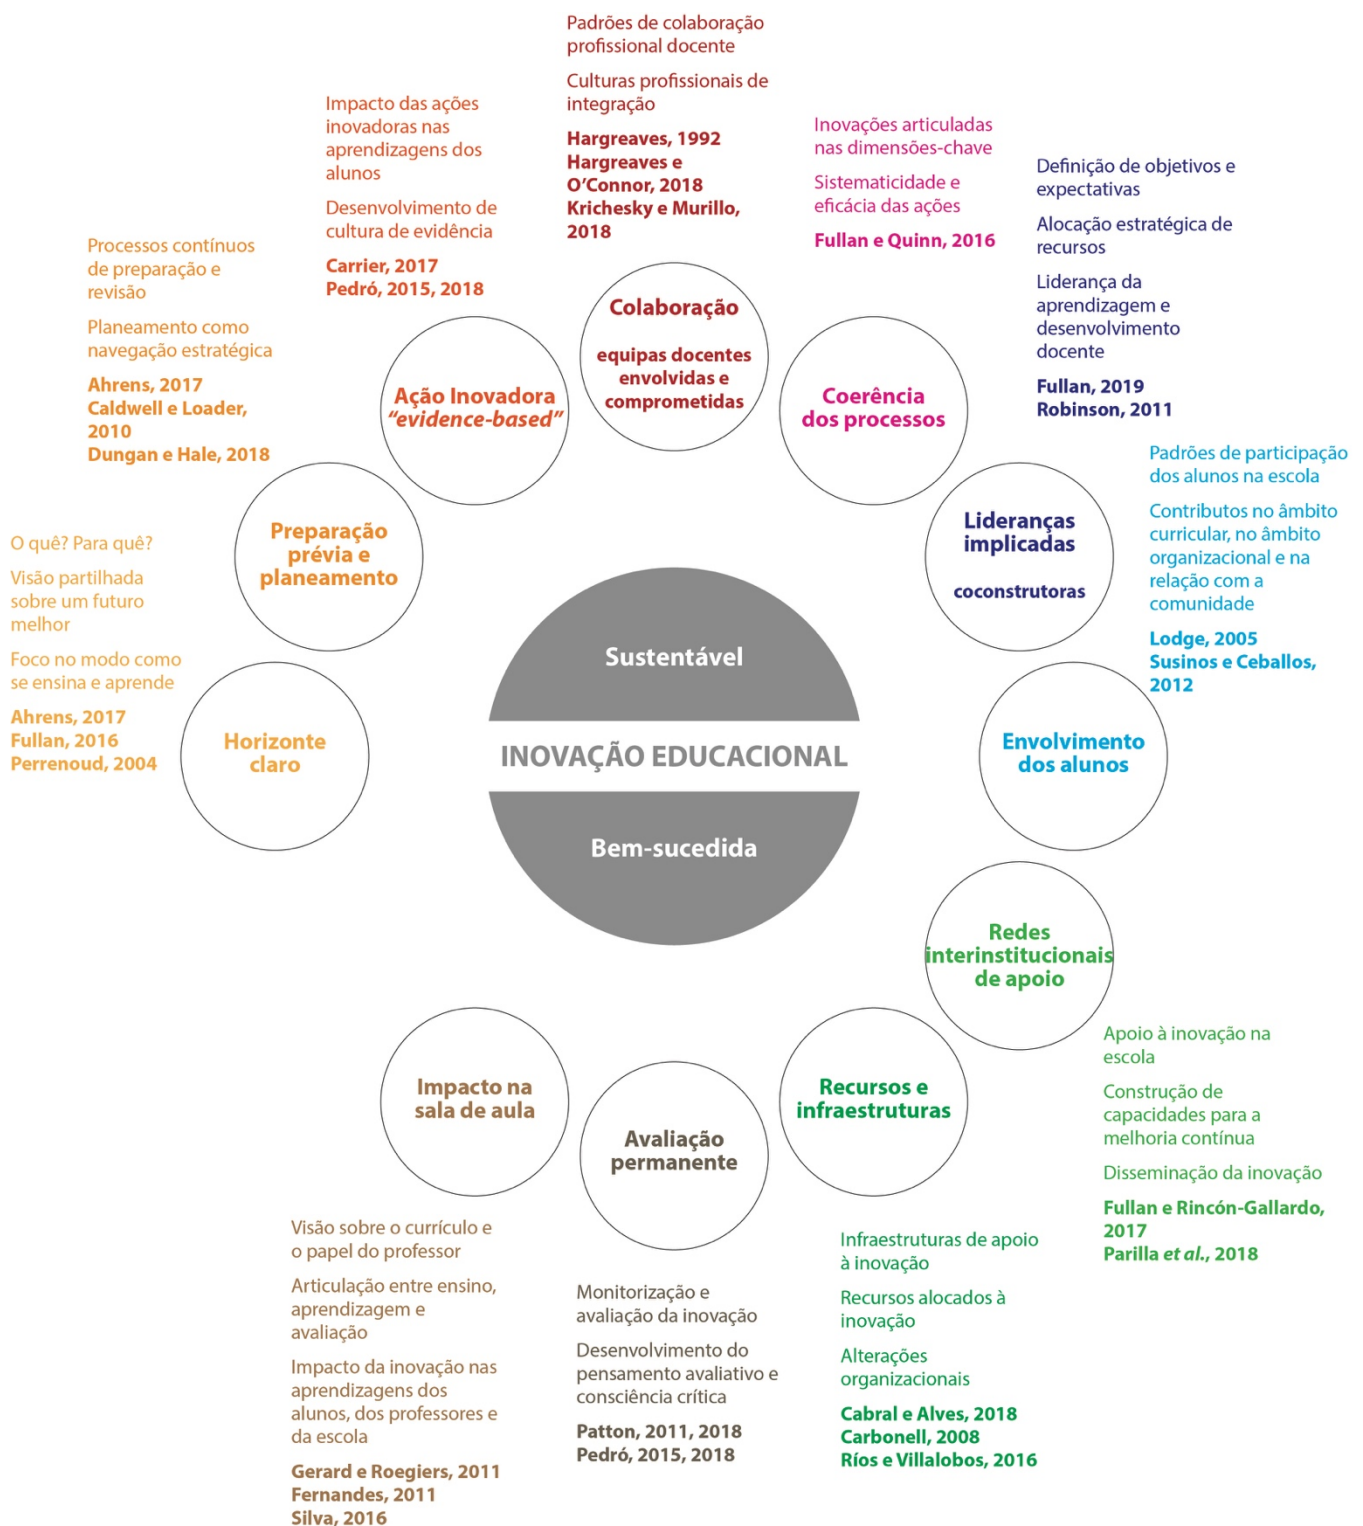 Padrões de colaboração
profissional docente
Culturas profissionais de
integração
Hargreaves, 1992
Hargreaves e
O’Connor, 2018
Krichesky e Murillo,
2018
Colaboração
equipas docentes
envolvidas e
comprometidas
Inovações articuladas
nas dimensões-chave
Sistematicidade e
eficácia das ações
Fullan e Quinn, 2016
Coerência
dos processos
Definição de objetivos e
expectativas
Alocação estratégica de
recursos
Liderança da
aprendizagem e
desenvolvimento
docente
Fullan, 2019
Robinson, 2011
Lideranças
implicadas
coconstrutoras
Padrões de participação
dos alunos na escola
Contributos no âmbito
curricular, no âmbito
organizacional e na
relação com a
comunidade
Lodge, 2005
Susinos e Ceballos,
2012
Envolvimento
dos alunos
Redes
interinstitucionais
de apoio
Apoio à inovação na
escola
Construção de
capacidades para a
melhoria contínua
Disseminação da inovação
Fullan e Rincón-Gallardo,
2017
Parilla et al., 2018
Recursos e
infraestruturas
Infraestruturas de apoio
à inovação
Recursos alocados à
inovação
Alterações
organizacionais
Cabral e Alves, 2018
Carbonell, 2008
Ríos e Villalobos, 2016
Avaliação
permanente
Monitorização e
avaliação da inovação
Desenvolvimento do
pensamento avaliativo e
consciência crítica
Patton, 2011, 2018
Pedró, 2015, 2018
Impacto na
sala de aula
Visão sobre o currículo e
o papel do professor
Articulação entre ensino,
aprendizagem e
avaliação
Impacto da inovação nas
aprendizagens dos
alunos, dos professores e
da escola
Gerard e Roegiers, 2011
Fernandes, 2011
Silva, 2016
O quê? Para quê?
Visão partilhada
sobre um futuro
melhor
Foco no modo como
se ensina e aprende
Ahrens, 2017
Fullan, 2016
Perrenoud, 2004
Horizonte
claro
Processos contínuos
de preparação e
revisão
Planeamento como
navegação estratégica
Ahrens, 2017
Caldwell e Loader,
2010
Dungan e Hale, 2018
Preparação
prévia e
planeamento
Impacto das ações
inovadoras nas
aprendizagens dos
alunos
Desenvolvimento de
cultura de evidência
Carrier, 2017
Pedró, 2015, 2018
Ação Inovadora
“evidence-based”
Sustentável
INOVAÇÃO EDUCACIONAL
Bem-sucedida